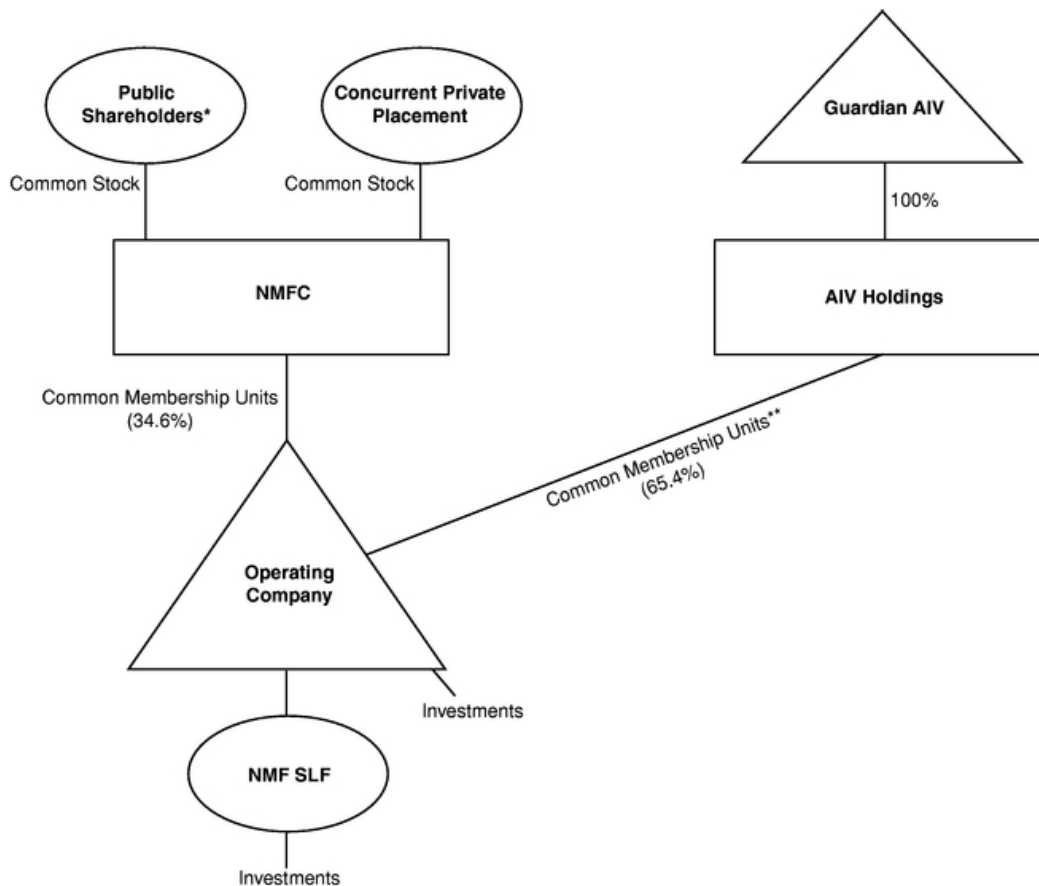 Public
Shareholders*
Concurrent Private
Placement
Guardian AIV
Common Stock
Common Stock
100%
NMFC
AIV Holdings
Common Membership Units
(34.6%)
Common Membership Units**
(65.4%)
Operating
Company
Investments
NMF SLF
Investments